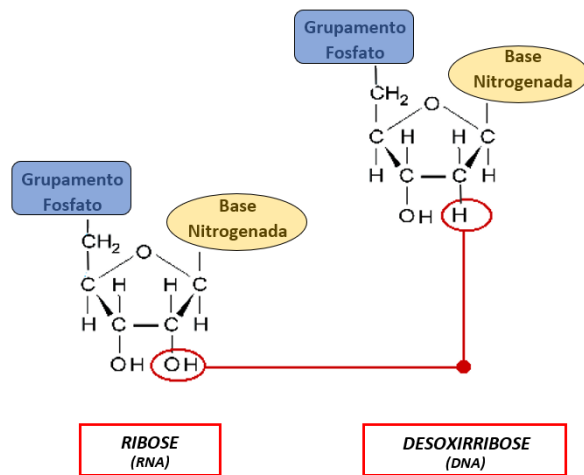 Grupamento
Fosfato
Base
Nitrogenada
CH2
O
C H H C
H C C H
OH H
Grupamento
Fosfato
Base
Nitrogenada
CH2
O
C H H C
H C C H
OH OH
RIBOSE
(RNA)
DESOXIRRIBOSE
(DNA)